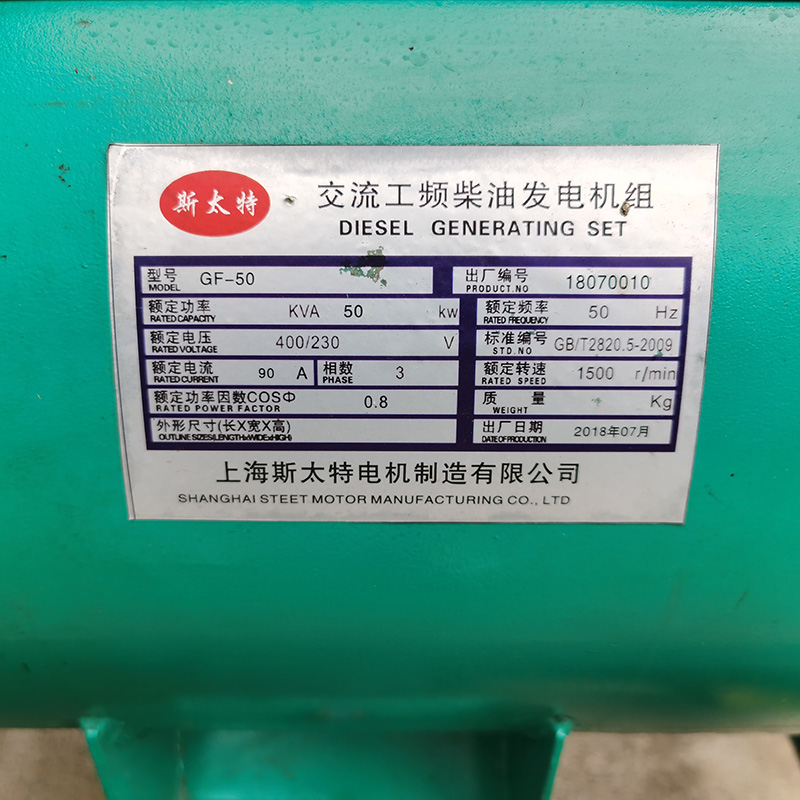 斯太特
交流工频柴油发电机组
DIESEL GENERATING SET
型号 MODEL GF-50
出厂编号 PRODUCT.NO 18070010
额定功率 RATED CAPACITY KVA 50 kw
额定频率 RATED FREQUENCY 50 Hz
额定电压 RATED VOLTAGE 400/230 V
标准编号 STD.NO GB/T2820.5-2009
额定电流 RATED CURRENT 90 A
相数 PHASE 3
额定转速 RATED SPEED 1500 r/min
额定功率因数COSΦ RATED POWER FACTOR 0.8
质量 WEIGHT Kg
外形尺寸(长X宽X高) OUTLINE SIZES(LENGTHxWIDExHIGH)
出厂日期 DATE OF PRODUCTION 2018年07月
上海斯太特电机制造有限公司
SHANGHAI STEET MOTOR MANUFACTURING CO., LTD